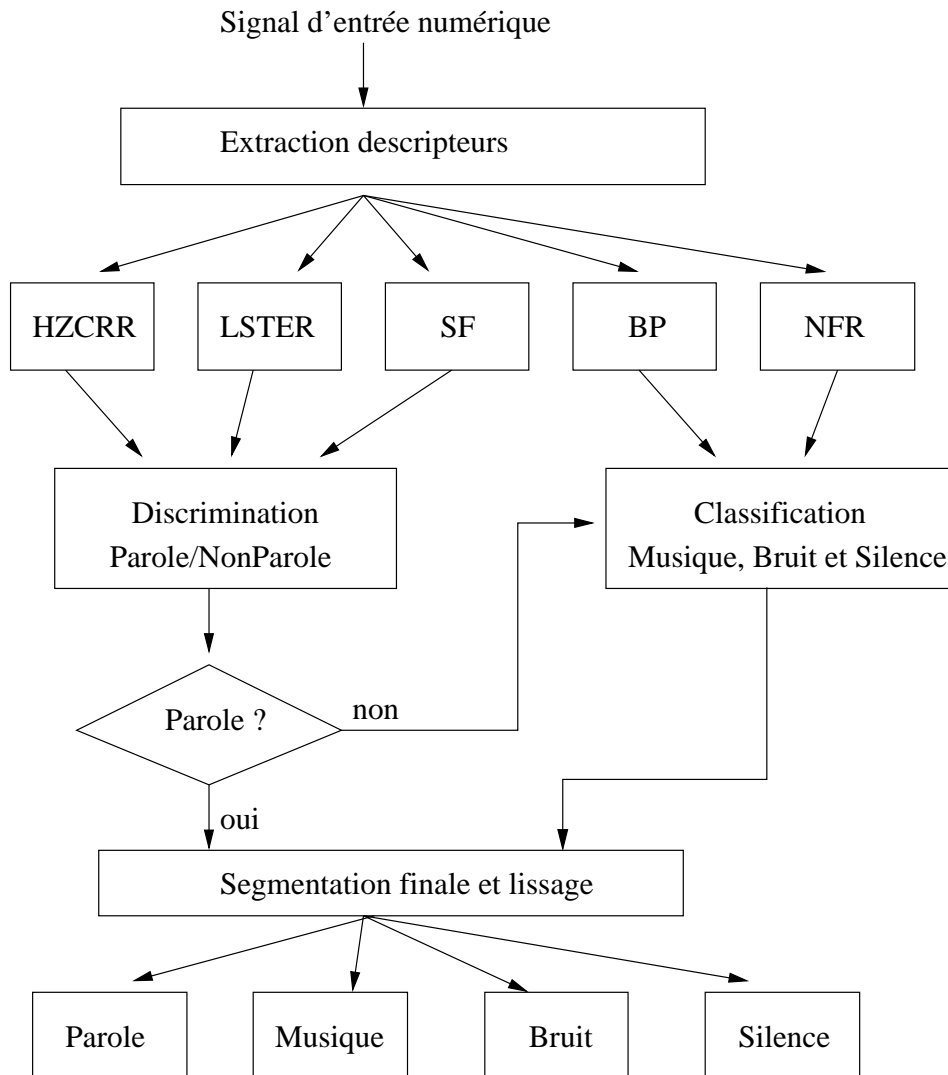 Signal d’entrée numérique
Extraction descripteurs
HZCRR
LSTER
SF
BP
NFR
Discrimination
Parole/NonParole
Classification
Musique, Bruit et Silence
Parole ?
non
oui
Segmentation finale et lissage
Parole
Musique
Bruit
Silence